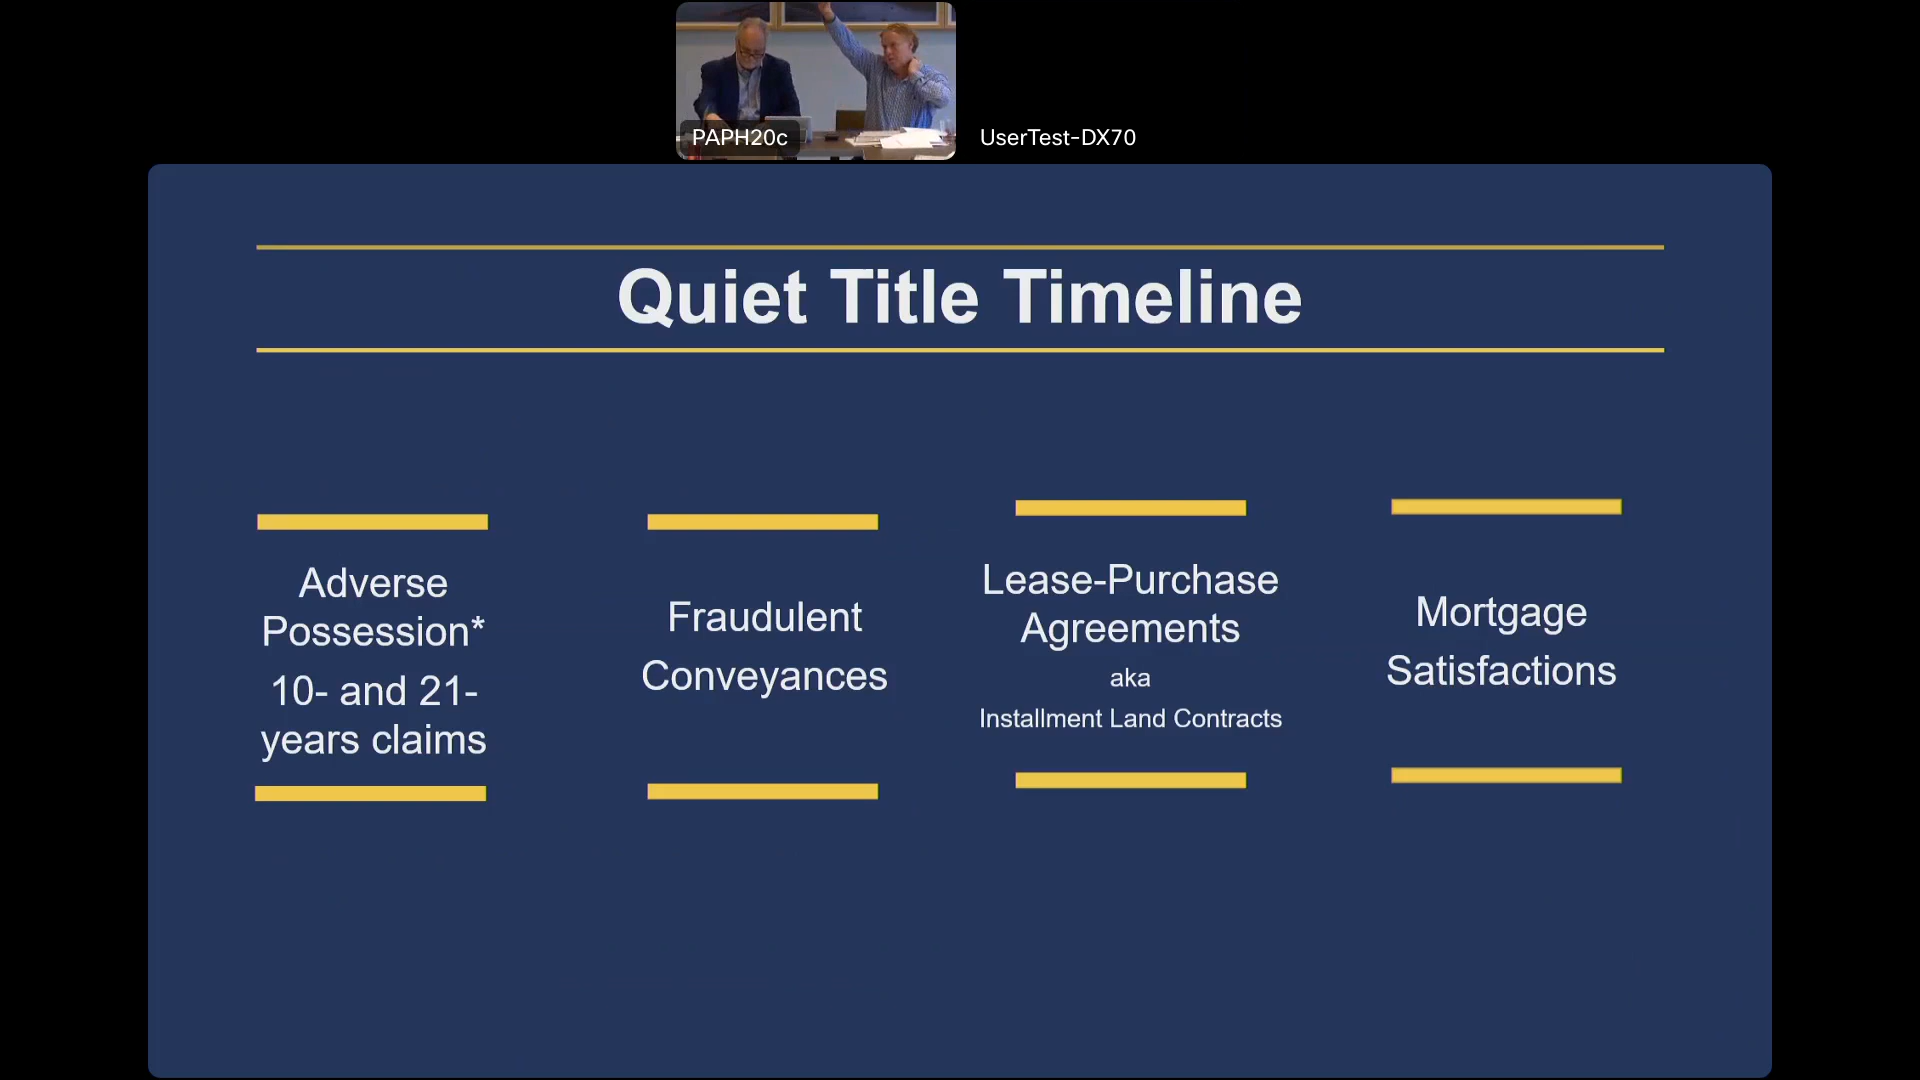 PAPH20c
UserTest-DX70
Quiet Title Timeline
Adverse
Possession*
10- and 21-
years claims
Fraudulent
Conveyances
Lease-Purchase
Agreements
aka
Installment Land Contracts
Mortgage
Satisfactions